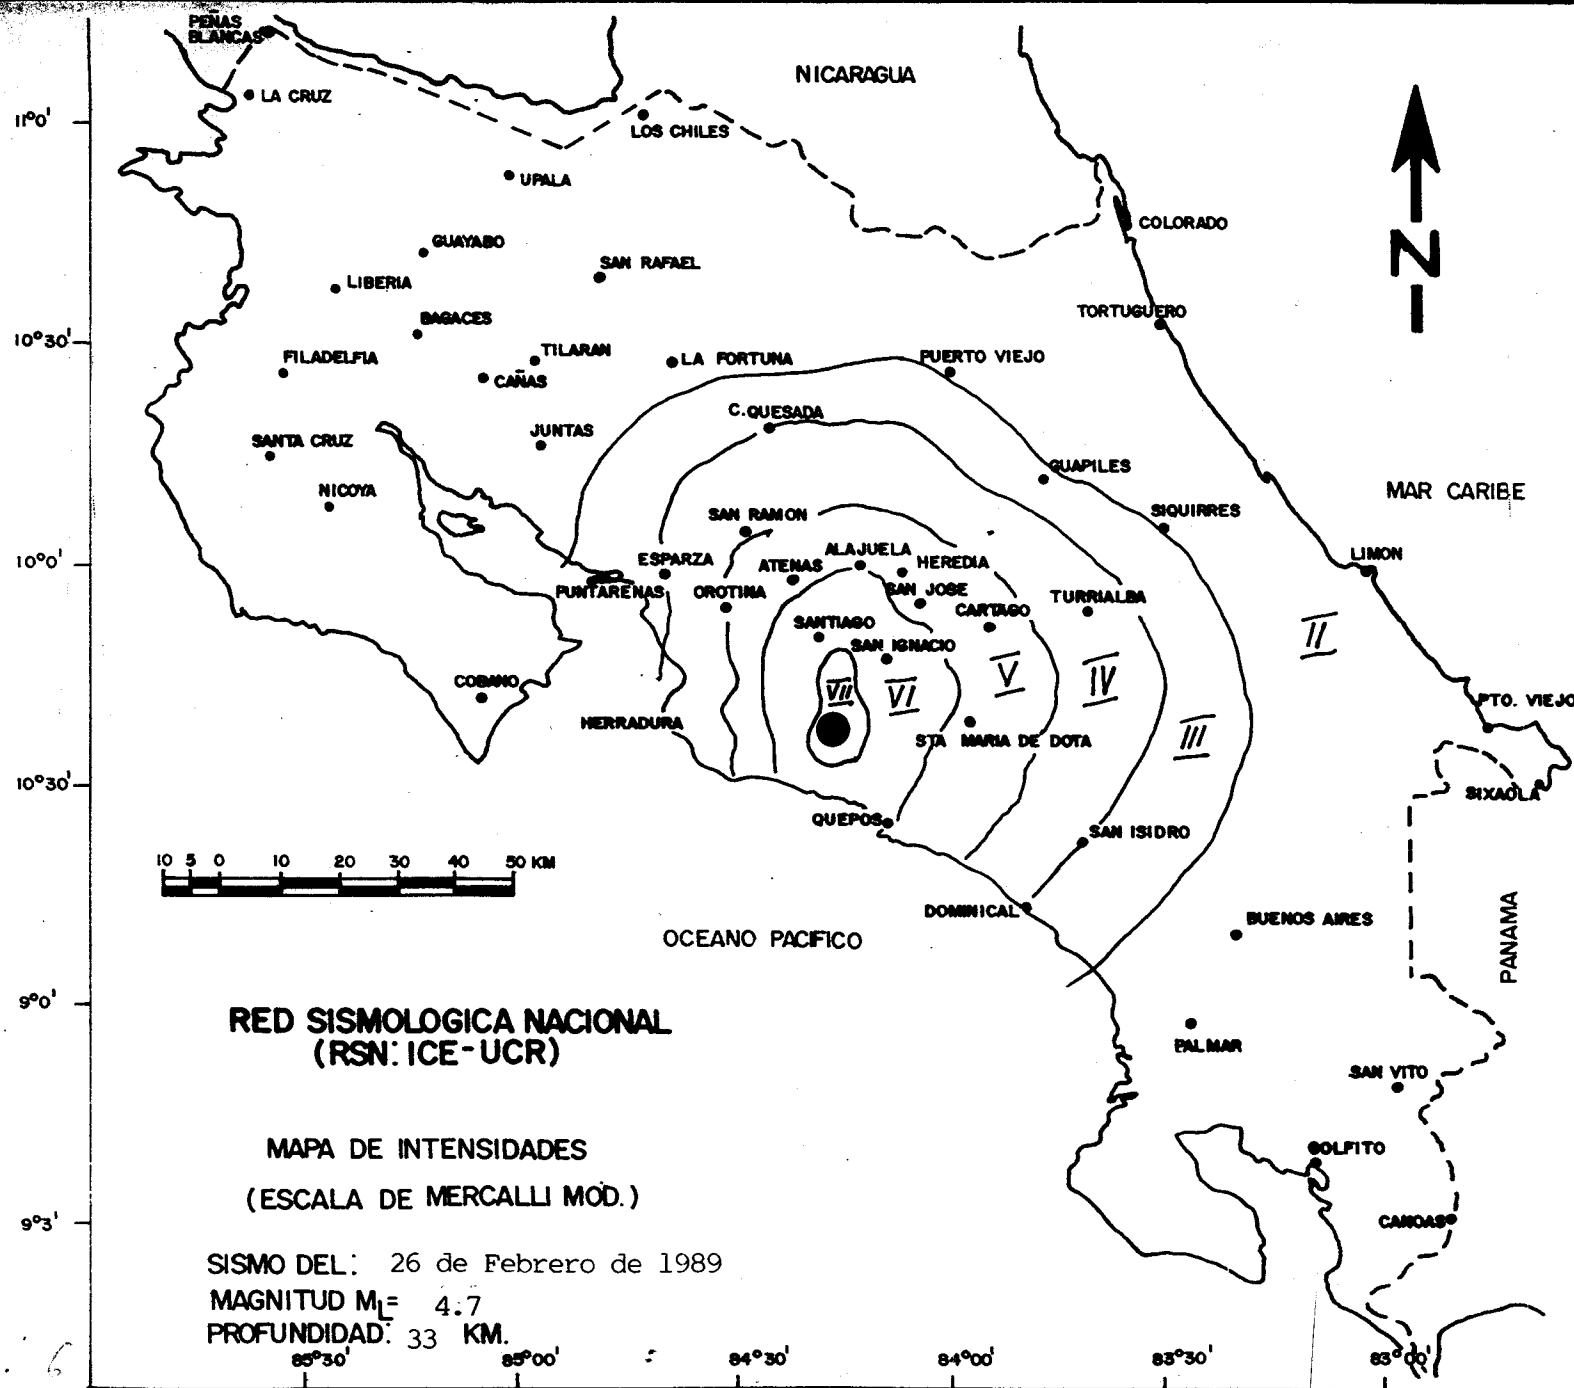 PEÑAS
BLANCAS
NICARAGUA
LA CRUZ
11°0'
LOS CHILES
UPALA
COLORADO
N
GUAYABO
SAN RAFAEL
LIBERIA
BAGACES
TORTUGUERO
10°30'
TILARAN
FILADELFIA
LA FORTUNA
PUERTO VIEJO
CAÑAS
C. QUESADA
JUNTAS
SANTA CRUZ
GUAPILES
NICOYA
MAR CARIBE
SAN RAMON
SIQUIRRES
ALAJUELA
LIMON
ESPARZA
HEREDIA
10°0'
ATENAS
PUNTARENAS
OROTINA
SAN JOSE
TURRIALBA
CARTAGO
SANTIAGO
II
SAN IGNACIO
V
IV
COBANO
VII
VI
PTO. VIEJO
HERRADURA
III
STA MARIA DE DOTA
10°30'
SIXAOLA
QUEPOS
SAN ISIDRO
10 5 0 10 20 30 40 50 KM
DOMINICAL
BUENOS AIRES
OCEANO PACIFICO
PANAMA
9°0'
RED SISMOLOGICA NACIONAL
(RSN: ICE-UCR)
PALMAR
SAN VITO
MAPA DE INTENSIDADES
GOLFITO
(ESCALA DE MERCALLI MOD.)
9°3'
CANOAS
SISMO DEL: 26 de Febrero de 1989
MAGNITUD ML= 4.7
PROFUNDIDAD: 33 KM.
85°30' 85°00' 84°30' 84°00' 83°30' 83°00'